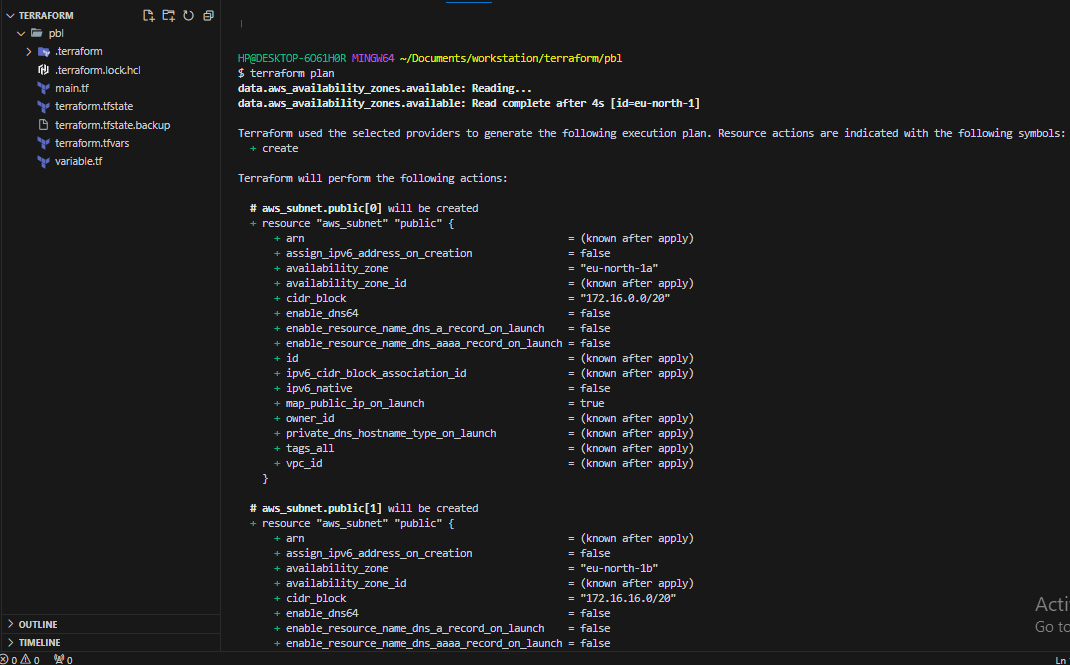 TERRAFORM
pbl
.terraform
.terraform.lock.hcl
main.tf
terraform.tfstate
terraform.tfstate.backup
terraform.tfvars
variable.tf
OUTLINE
TIMELINE
HP@DESKTOP-6O61H0R MINGW64 ~/Documents/workstation/terraform/pbl
$ terraform plan
data.aws_availability_zones.available: Reading...
data.aws_availability_zones.available: Read complete after 4s [id=eu-north-1]
Terraform used the selected providers to generate the following execution plan. Resource actions are indicated with the following symbols:
+ create
Terraform will perform the following actions:
# aws_subnet.public[0] will be created
+ resource "aws_subnet" "public" {
+ arn = (known after apply)
+ assign_ipv6_address_on_creation = false
+ availability_zone = "eu-north-1a"
+ availability_zone_id = (known after apply)
+ cidr_block = "172.16.0.0/20"
+ enable_dns64 = false
+ enable_resource_name_dns_a_record_on_launch = false
+ enable_resource_name_dns_aaaa_record_on_launch = false
+ id = (known after apply)
+ ipv6_cidr_block_association_id = (known after apply)
+ ipv6_native = false
+ map_public_ip_on_launch = true
+ owner_id = (known after apply)
+ private_dns_hostname_type_on_launch = (known after apply)
+ tags_all = (known after apply)
+ vpc_id = (known after apply)
}
# aws_subnet.public[1] will be created
+ resource "aws_subnet" "public" {
+ arn = (known after apply)
+ assign_ipv6_address_on_creation = false
+ availability_zone = "eu-north-1b"
+ availability_zone_id = (known after apply)
+ cidr_block = "172.16.16.0/20"
+ enable_dns64 = false
+ enable_resource_name_dns_a_record_on_launch = false
+ enable_resource_name_dns_aaaa_record_on_launch = false
Acti
Go to
0 0 0
Ln